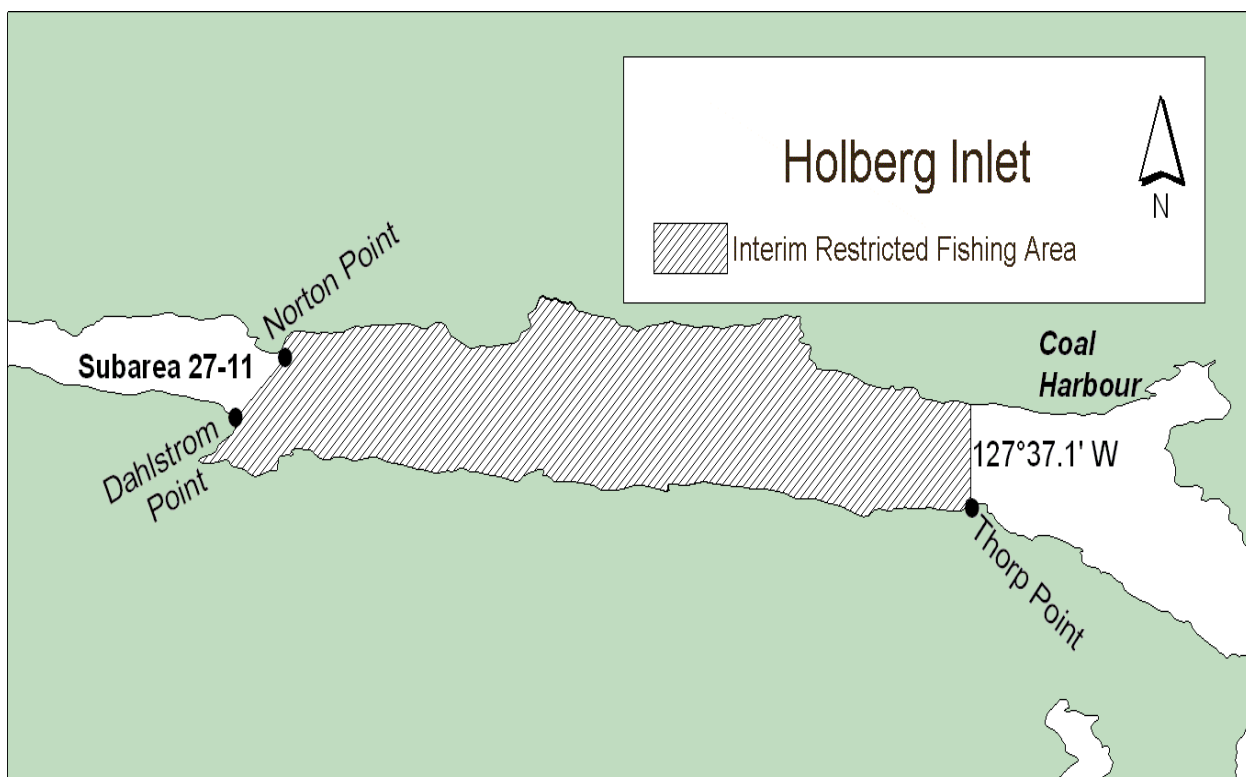 Holberg Inlet
N
Interim Restricted Fishing Area
Norton Point
Subarea 27-11
Coal
Harbour
Dahlstrom
Point
127°37.1' W
Thorp Point